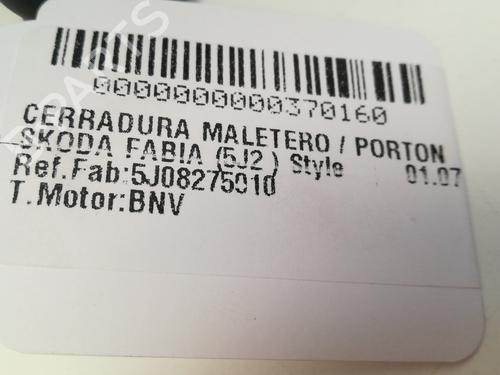 0000000000370160
CERRADURA MALETERO / PORTON
SKODA FABIA (5J2 ) Style 01.07
Ref.Fab:5J0827501D
T.Motor:BNV